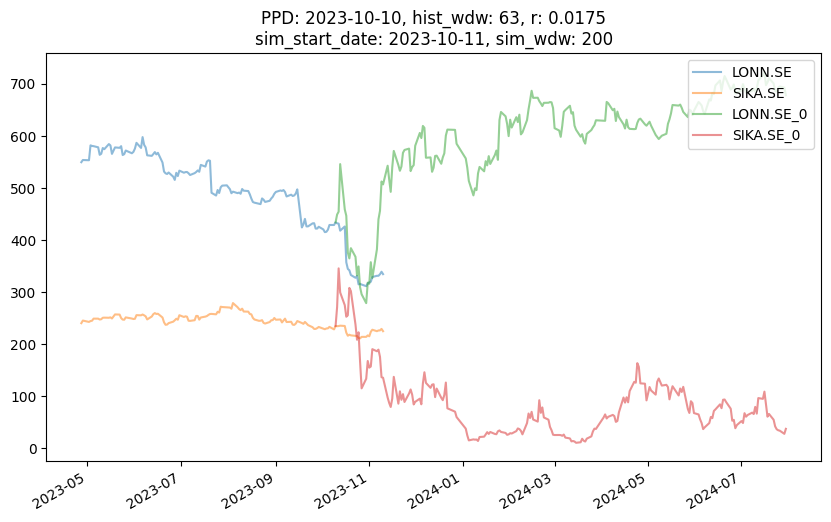 PPD: 2023-10-10, hist_wdw: 63, r: 0.0175
sim_start_date: 2023-10-11, sim_wdw: 200
LONN.SE
SIKA.SE
LONN.SE_0
SIKA.SE_0
700
600
500
400
300
200
100
0
2023-05
2023-07
2023-09
2023-11
2024-01
2024-03
2024-05
2024-07